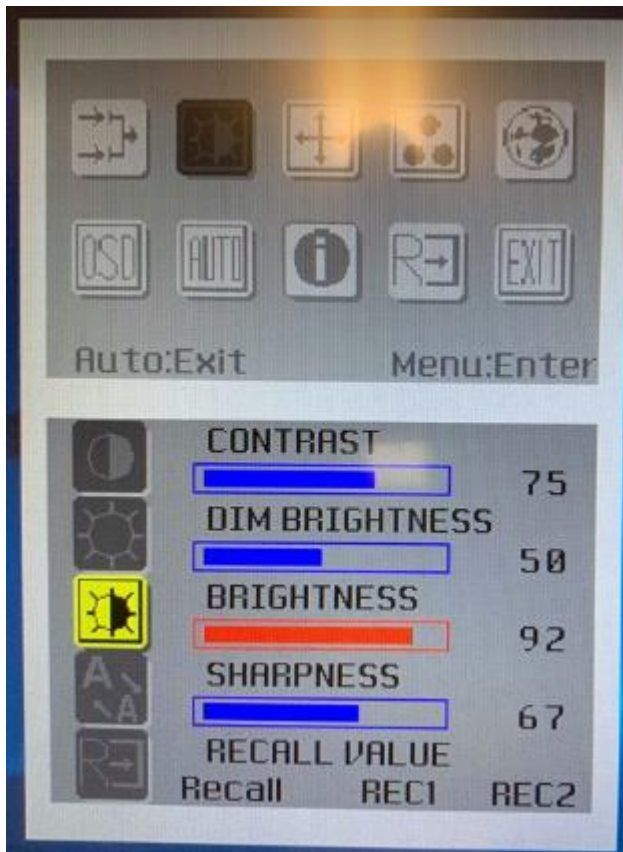 OSD AUTO i R EXIT
Auto:Exit Menu:Enter
CONTRAST
75
DIM BRIGHTNESS
50
BRIGHTNESS
92
SHARPNESS
A A
67
RECALL VALUE
R
Recall REC1 REC2